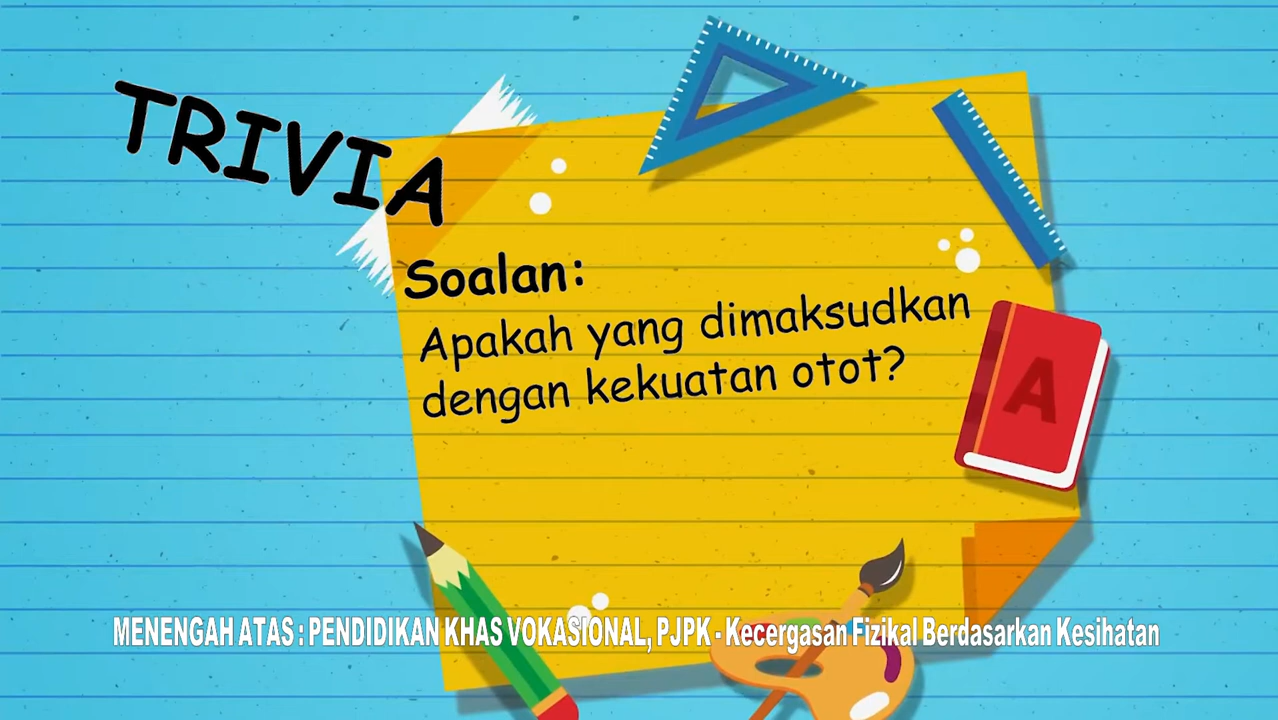 TRIVIA
Soalan:
Apakah yang dimaksudkan
dengan kekuatan otot?
A
MENENGAH ATAS : PENDIDIKAN KHAS VOKASIONAL, PJPK - Kecergasan Fizikal Berdasarkan Kesihatan